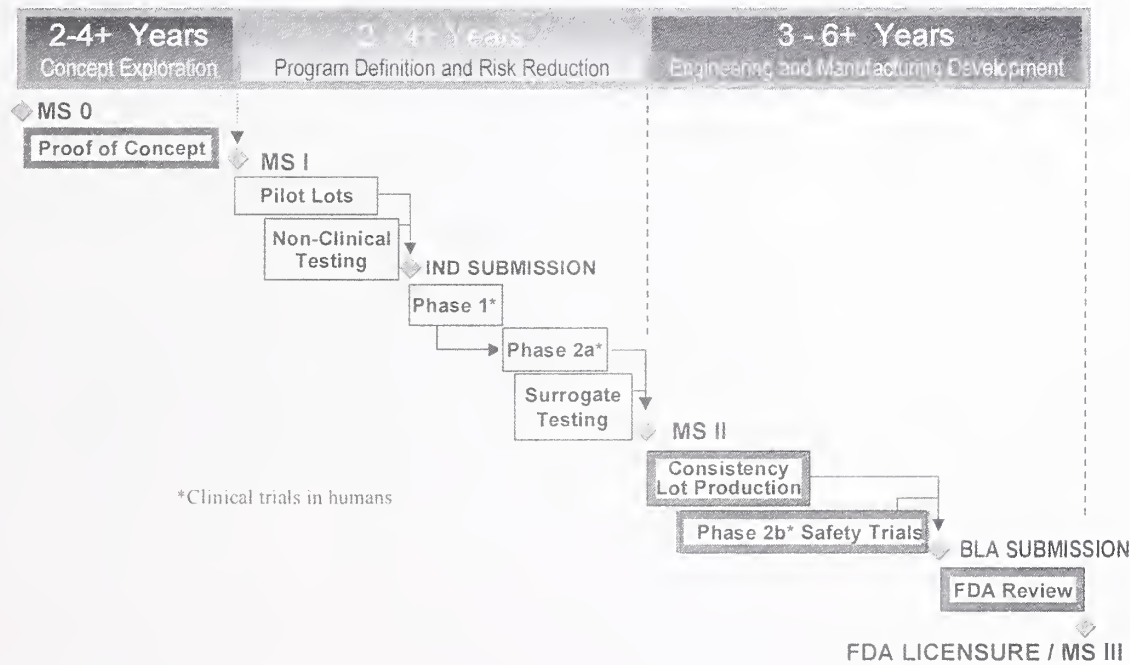 2-4+ Years
Concept Exploration
2 - 4+ Years
Program Definition and Risk Reduction
3 - 6+ Years
Engineering and Manufacturing Development
MS 0
Proof of Concept
MS I
Pilot Lots
Non-Clinical
Testing
IND SUBMISSION
Phase 1*
Phase 2a*
Surrogate
Testing
MS II
Consistency
Lot Production
*Clinical trials in humans
Phase 2b* Safety Trials
BLA SUBMISSION
FDA Review
FDA LICENSURE / MS III